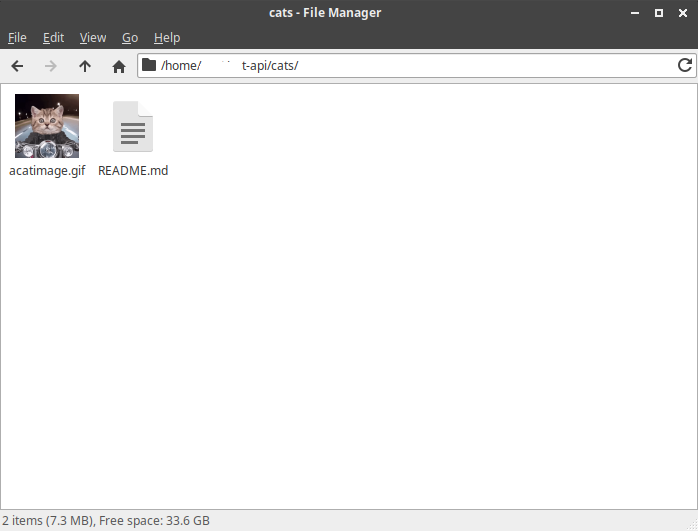 cats - File Manager
File Edit View Go Help
/home/ t-api/cats/
acatimage.gif README.md
2 items (7.3 MB), Free space: 33.6 GB